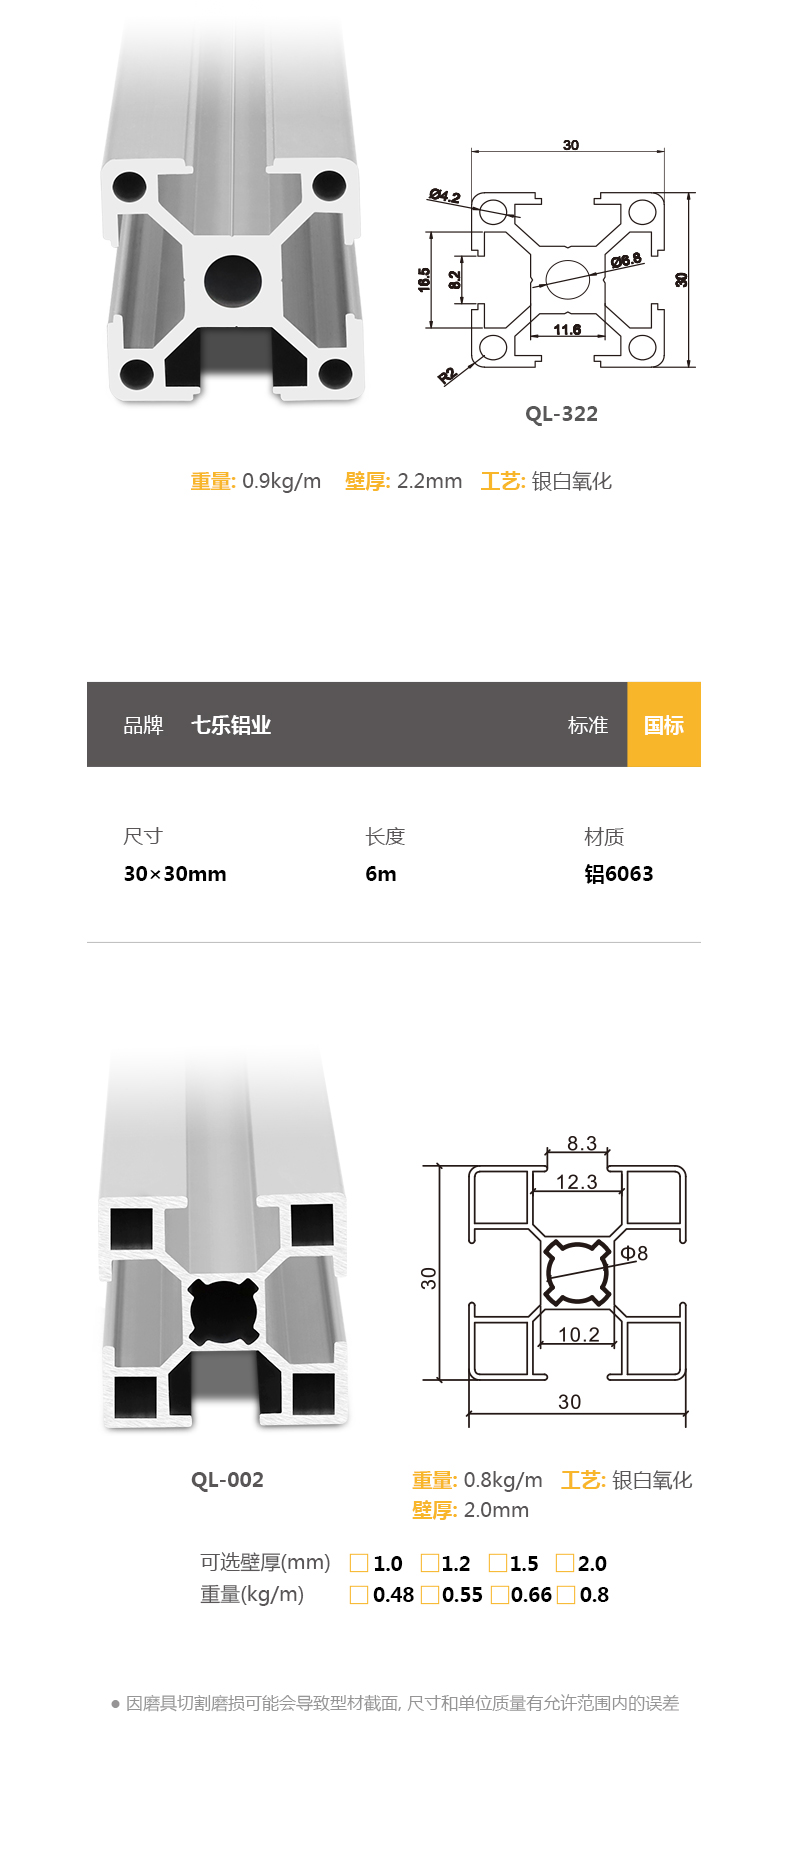 30
Ø4.2
16.5
8.2
Ø6.8
30
11.6
R2
QL-322
重量: 0.9kg/m 壁厚: 2.2mm 工艺: 银白氧化
品牌 七乐铝业 标准 国标
尺寸 长度 材质
30×30mm 6m 铝6063
8.3
12.3
Φ8
30
10.2
30
QL-002
重量: 0.8kg/m 工艺: 银白氧化
壁厚: 2.0mm
可选壁厚(mm) □1.0 □1.2 □1.5 □2.0
重量(kg/m) □0.48 □0.55 □0.66 □0.8
● 因磨具切割磨损可能会导致型材截面, 尺寸和单位质量有允许范围内的误差